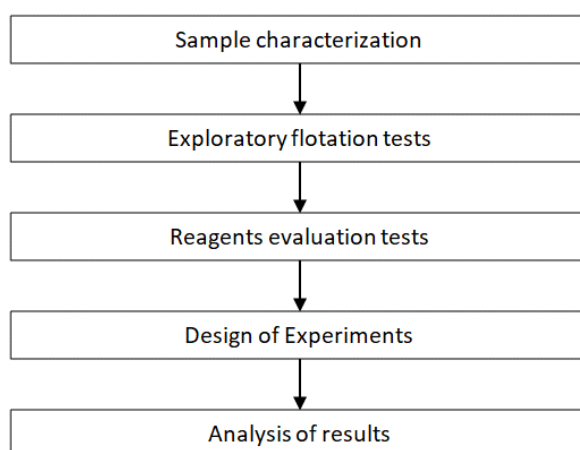 Sample characterization
Exploratory flotation tests
Reagents evaluation tests
Design of Experiments
Analysis of results